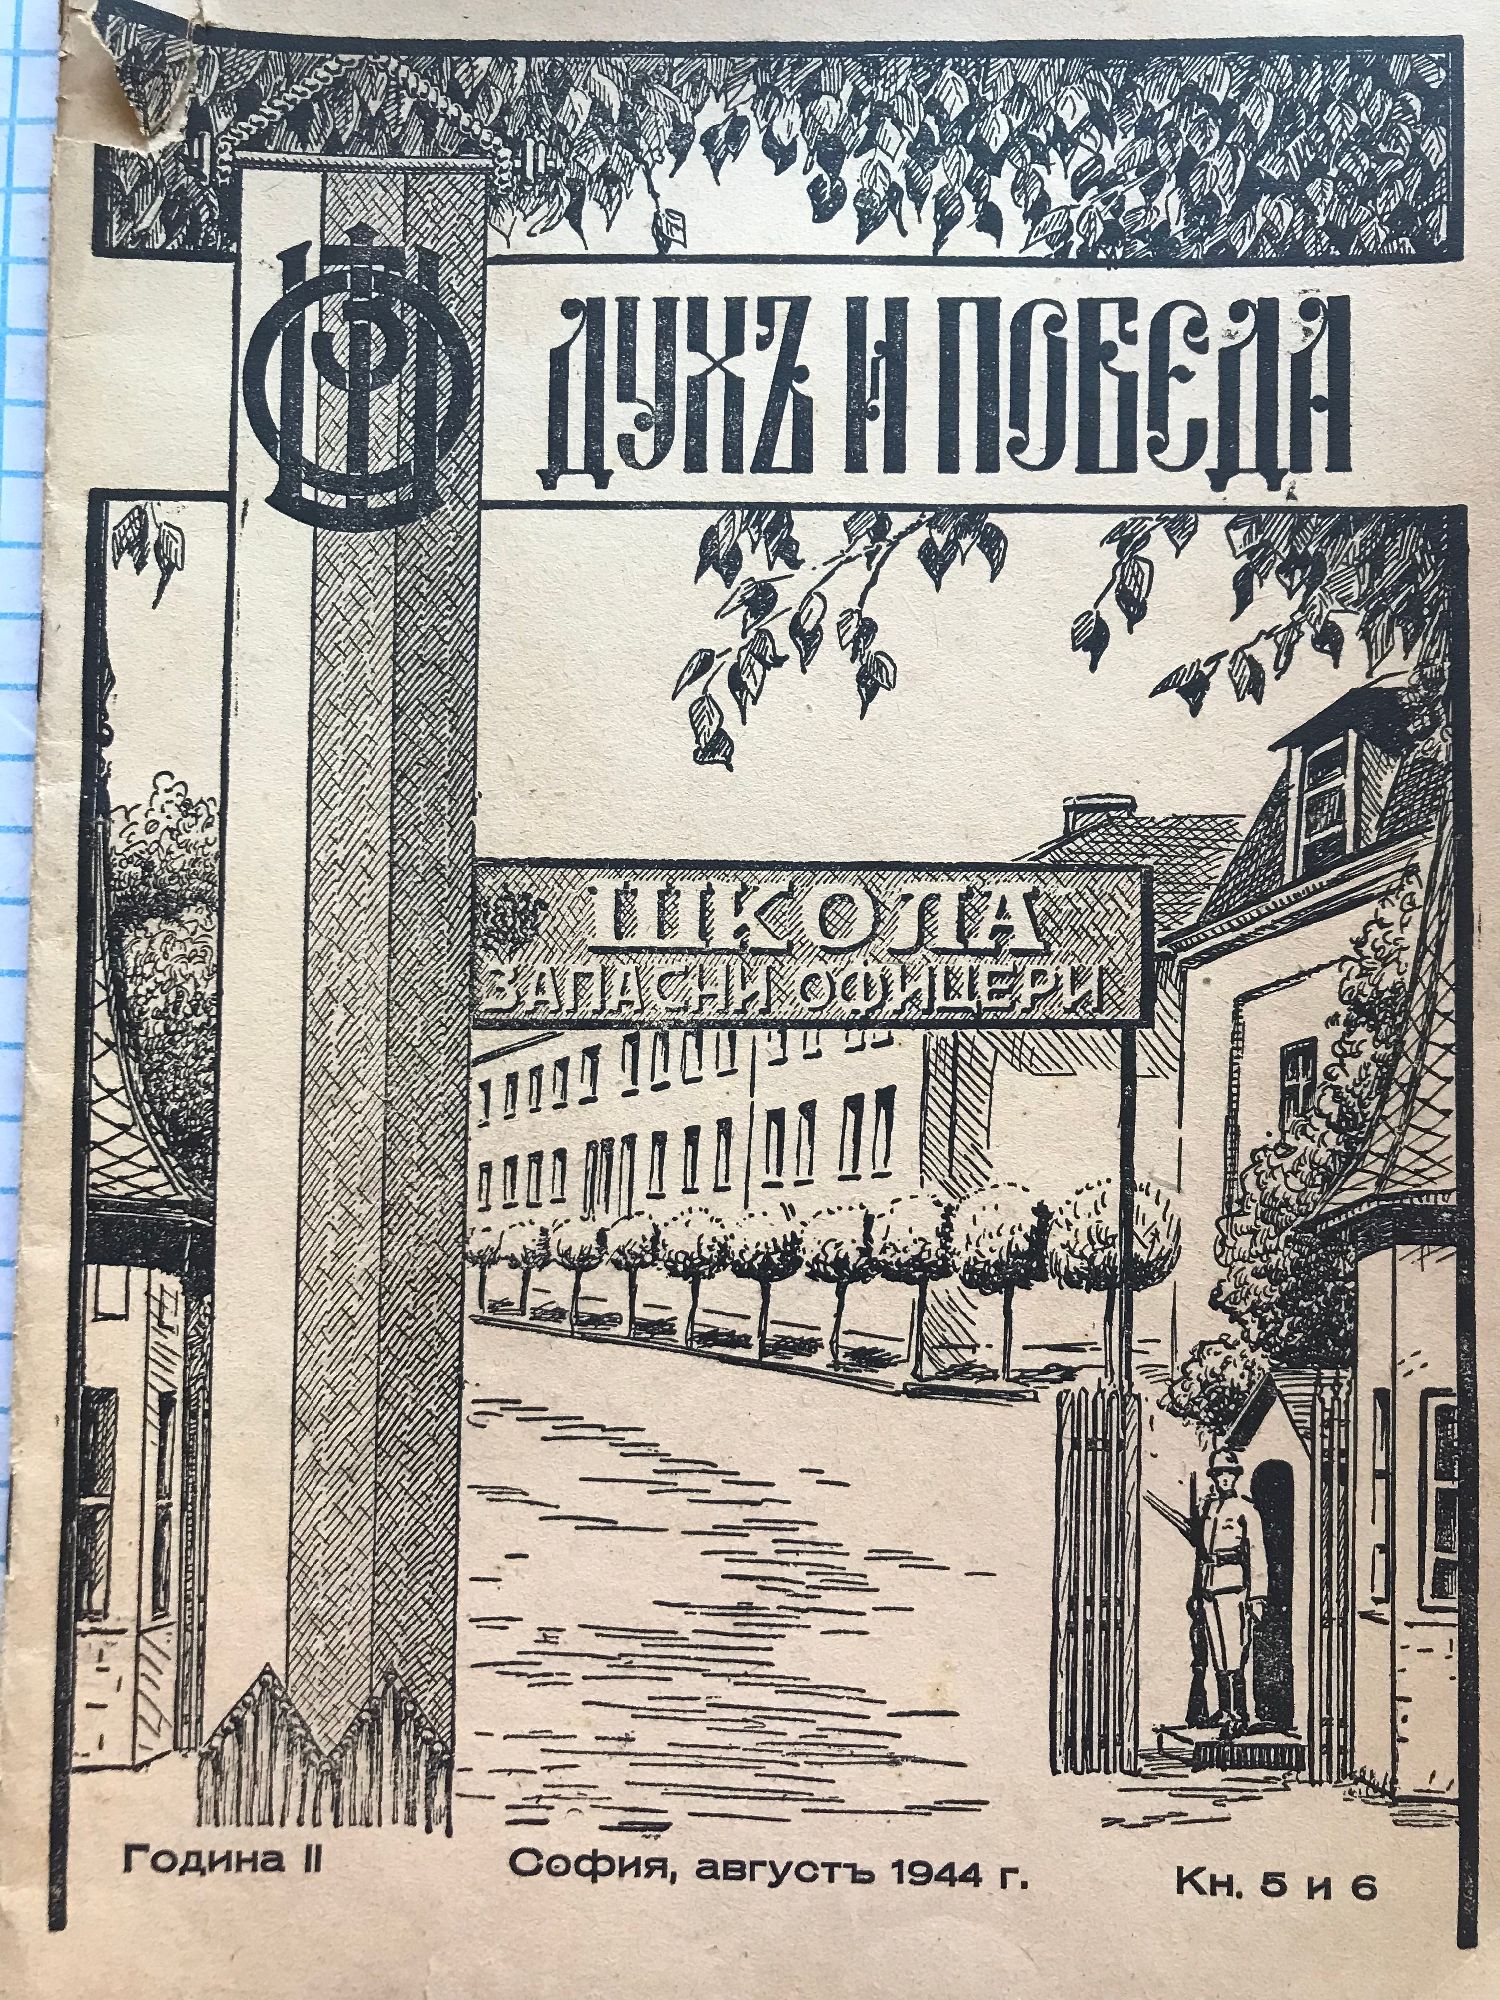 ДУХЪ И ПОБЕДА
ШКОЛА
ЗАПАСНИ ОФИЦЕРИ
Година II
София, августъ 1944 г.
Кн. 5 и 6